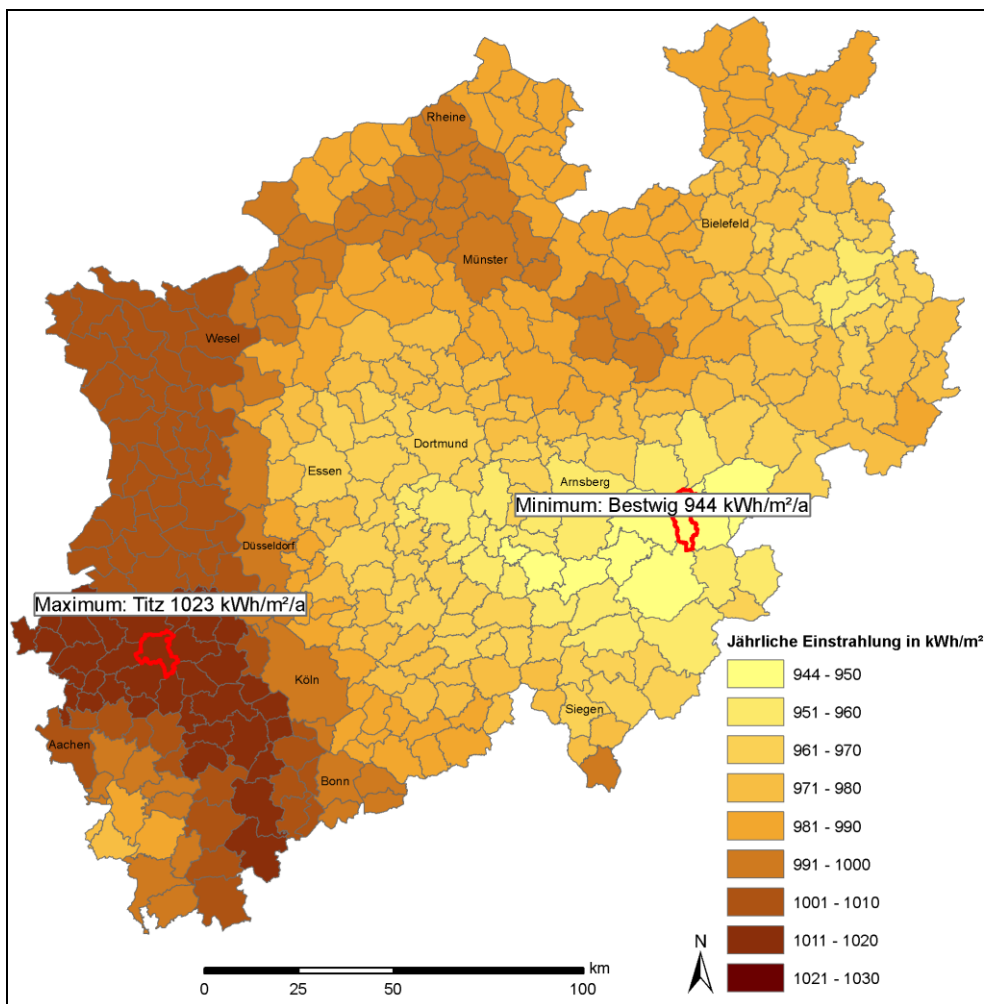 Rheine
Bielefeld
Münster
Wesel
Dortmund
Essen
Arnsberg
Minimum: Bestwig 944 kWh/m²/a
Düsseldorf
Maximum: Titz 1023 kWh/m²/a
Köln
Siegen
Aachen
Bonn
Jährliche Einstrahlung in kWh/m²
944 - 950
951 - 960
961 - 970
971 - 980
981 - 990
991 - 1000
1001 - 1010
1011 - 1020
1021 - 1030
N
km
0 25 50 100